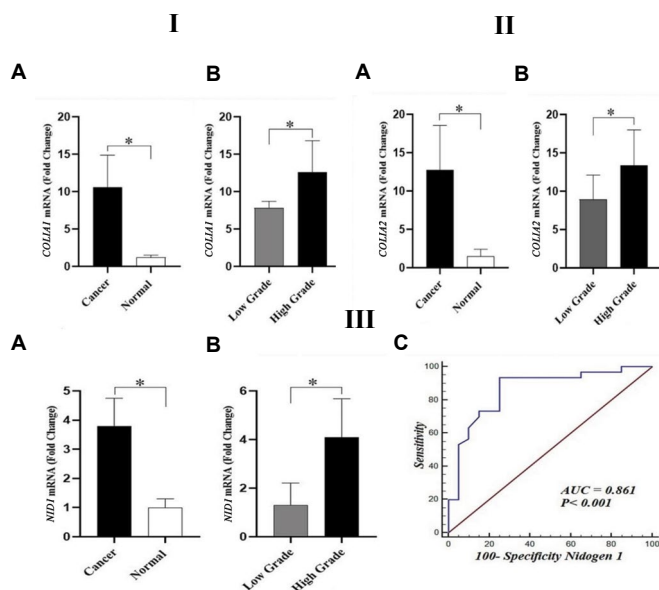 I
II
A
B
A
B
COLIA1 mRNA (Fold Change)
20
15
10
5
0
*
Cancer
Normal
COLIA1 mRNA (Fold Change)
20
15
10
5
0
*
Low Grade
High Grade
COLIA2 mRNA (Fold Change)
20
15
10
5
0
*
Cancer
Normal
COLIA2 mRNA (Fold Change)
20
15
10
5
0
*
Low Grade
High Grade
III
A
B
C
NID1 mRNA (Fold Change)
5
4
3
2
1
0
*
Cancer
Normal
NID1 mRNA (Fold Change)
6
4
2
0
*
Low Grade
High Grade
Sensitivity
100
80
60
40
20
0
AUC = 0.861
P< 0.001
0 20 40 60 80 100
100- Specificity Nidogen 1